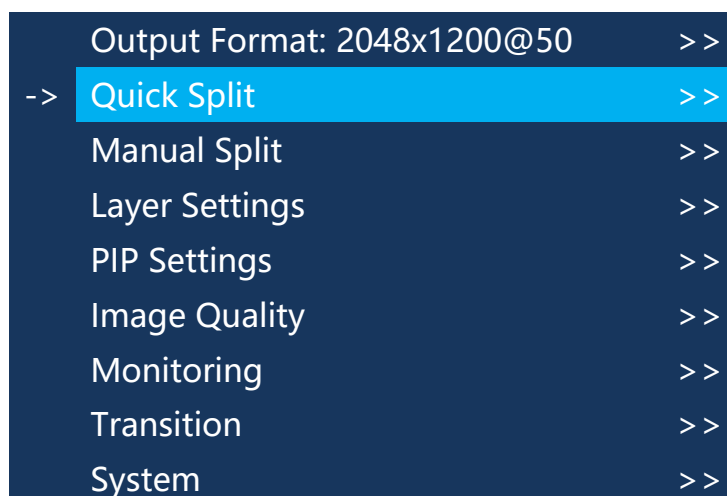 Output Format: 2048x1200@50 >>
-> Quick Split >>
Manual Split >>
Layer Settings >>
PIP Settings >>
Image Quality >>
Monitoring >>
Transition >>
System >>